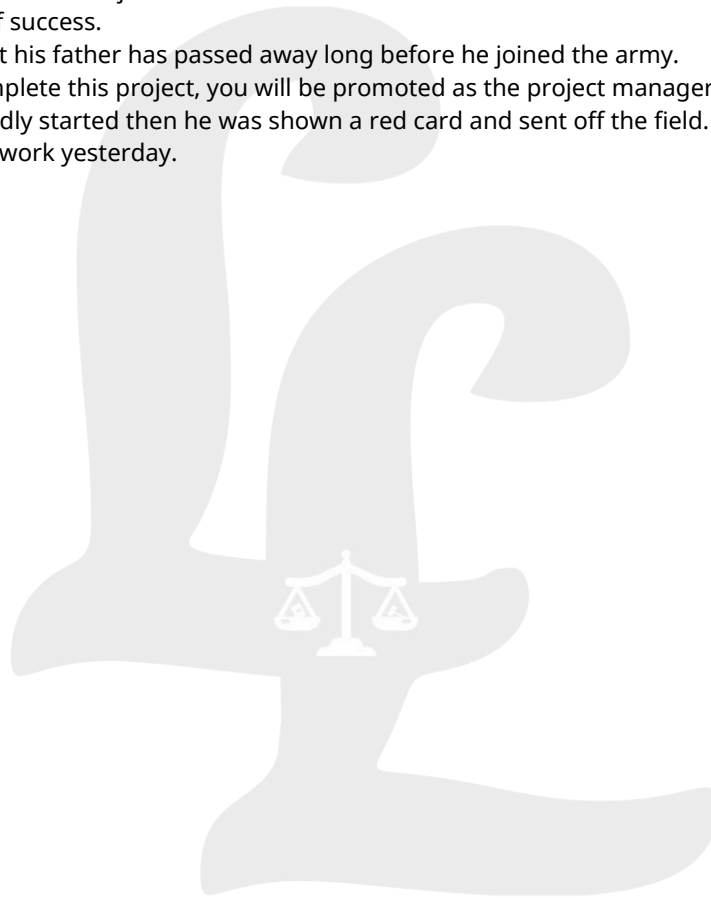 f success.
t his father has passed away long before he joined the army.
nplete this project, you will be promoted as the project manager
dly started then he was shown a red card and sent off the field.
work yesterday.